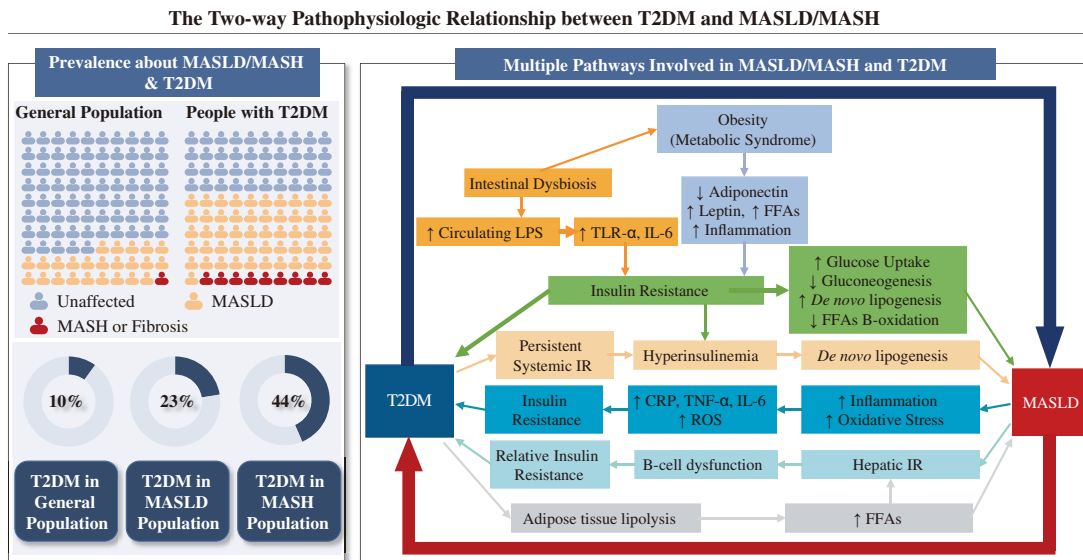 The Two-way Pathophysiologic Relationship between T2DM and MASLD/MASH
Prevalence about MASLD/MASH
& T2DM
General Population
People with T2DM
Unaffected
MASLD
MASH or Fibrosis
10%
23%
44%
T2DM in
General
Population
T2DM in
MASLD
Population
T2DM in
MASH
Population
Multiple Pathways Involved in MASLD/MASH and T2DM
Obesity
(Metabolic Syndrome)
Intestinal Dysbiosis
↓ Adiponectin
↑ Leptin, ↑ FFAs
↑ Inflammation
↑ Circulating LPS
↑ TLR-α, IL-6
Insulin Resistance
↑ Glucose Uptake
↓ Gluconeogenesis
↑ De novo lipogenesis
↓ FFAs B-oxidation
Persistent
Systemic IR
Hyperinsulinemia
De novo lipogenesis
T2DM
Insulin
Resistance
↑ CRP, TNF-α, IL-6
↑ ROS
↑ Inflammation
↑ Oxidative Stress
MASLD
Relative Insulin
Resistance
B-cell dysfunction
Hepatic IR
Adipose tissue lipolysis
↑ FFAs